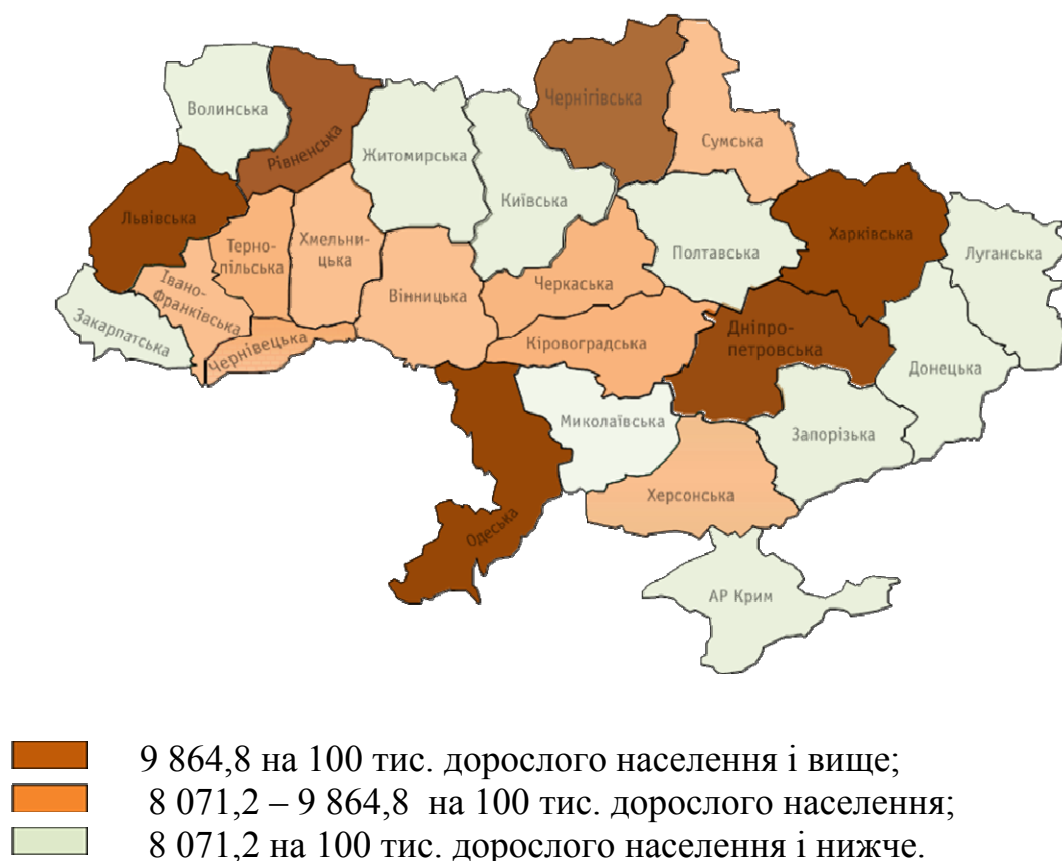 Чернігівська
Волинська
Рівненська
Сумська
Житомирська
Київська
Львівська
Харківська
Терно-
пільська
Хмельни-
цька
Полтавська
Луганська
Івано-
франківська
Вінницька
Черкаська
Закарпатська
Чернівецька
Кіровоградська
Дніпро-
петровська
Донецька
Миколаївська
Запорізька
Херсонська
Одеська
АР Крим
9 864,8 на 100 тис. дорослого населення і вище;
8 071,2 – 9 864,8 на 100 тис. дорослого населення;
8 071,2 на 100 тис. дорослого населення і нижче.